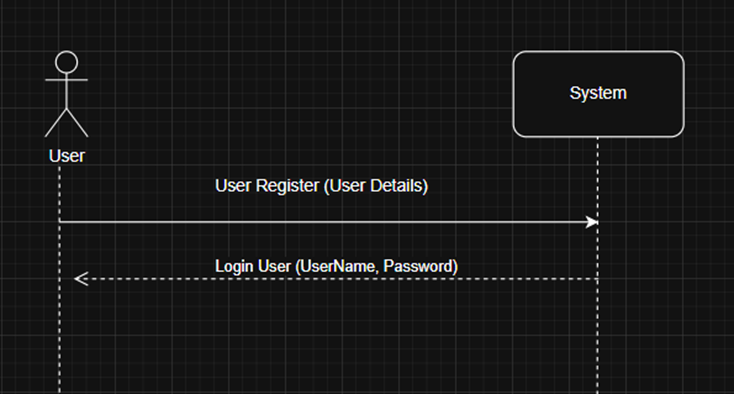 System
User
User Register (User Details)
Login User (UserName, Password)